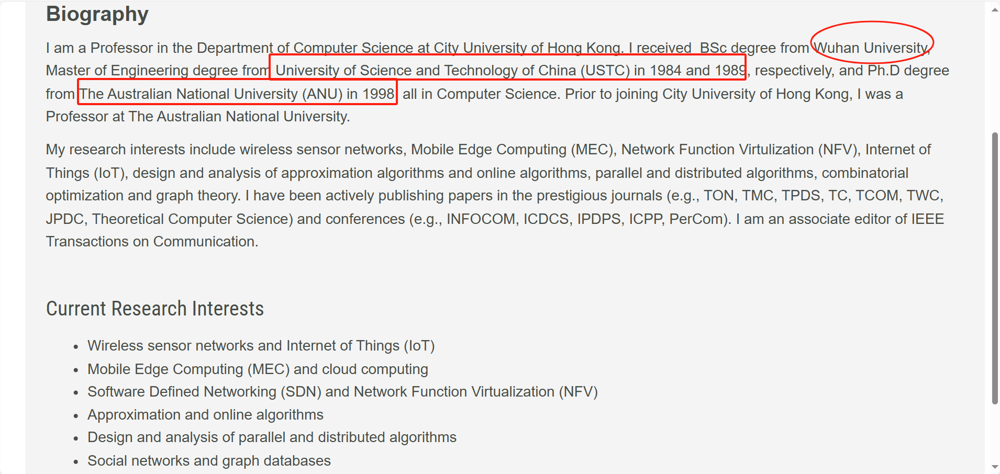 Biography
I am a Professor in the Department of Computer Science at City University of Hong Kong. I received  BSc degree from Wuhan University,
Master of Engineering degree from University of Science and Technology of China (USTC) in 1984 and 1989, respectively, and Ph.D degree
from The Australian National University (ANU) in 1998 all in Computer Science. Prior to joining City University of Hong Kong, I was a
Professor at The Australian National University.
My research interests include wireless sensor networks, Mobile Edge Computing (MEC), Network Function Virtulization (NFV), Internet of
Things (IoT), design and analysis of approximation algorithms and online algorithms, parallel and distributed algorithms, combinatorial
optimization and graph theory. I have been actively publishing papers in the prestigious journals (e.g., TON, TMC, TPDS, TC, TCOM, TWC,
JPDC, Theoretical Computer Science) and conferences (e.g., INFOCOM, ICDCS, IPDPS, ICPP, PerCom). I am an associate editor of IEEE
Transactions on Communication.
Current Research Interests
• Wireless sensor networks and Internet of Things (IoT)
• Mobile Edge Computing (MEC) and cloud computing
• Software Defined Networking (SDN) and Network Function Virtualization (NFV)
• Approximation and online algorithms
• Design and analysis of parallel and distributed algorithms
• Social networks and graph databases